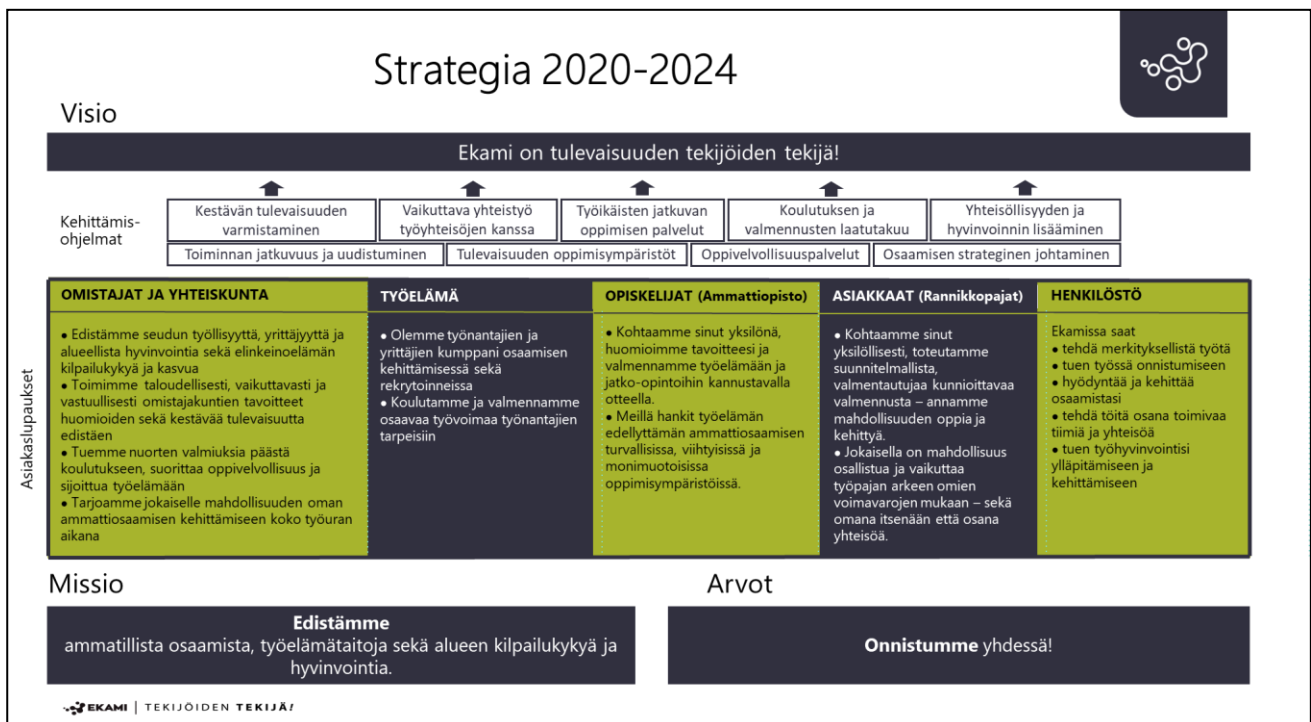 Strategia 2020-2024
Visio
Ekami on tulevaisuuden tekijöiden tekijä!
Kehittämis-
ohjelmat
Kestävän tulevaisuuden
varmistaminen
Vaikuttava yhteistyö
työyhteisöjen kanssa
Työikäisten jatkuvan
oppimisen palvelut
Koulutuksen ja
valmennusten laatutakuu
Yhteisöllisyyden ja
hyvinvoinnin lisääminen
Toiminnan jatkuvuus ja uudistuminen
Tulevaisuuden oppimisympäristöt
Oppivelvollisuuspalvelut
Osaamisen strateginen johtaminen
Asiakaslupaukset
OMISTAJAT JA YHTEISKUNTA
• Edistämme seudun työllisyyttä, yrittäjyyttä ja
alueellista hyvinvointia sekä elinkeinoelämän
kilpailukykyä ja kasvua
• Toimimme taloudellisesti, vaikuttavasti ja
vastuullisesti omistajakuntien tavoitteet
huomioiden sekä kestävää tulevaisuutta
edistäen
• Tuemme nuorten valmiuksia päästä
koulutukseen, suorittaa oppivelvollisuus ja
sijoittua työelämään
• Tarjoamme jokaiselle mahdollisuuden oman
ammattiosaamisen kehittämiseen koko työuran
aikana
TYÖELÄMÄ
• Olemme työnantajien ja
yrittäjien kumppani osaamisen
kehittämisessä sekä
rekrytoinneissa
• Koulutamme ja valmennamme
osaavaa työvoimaa työnantajien
tarpeisiin
OPISKELIJAT (Ammattiopisto)
• Kohtaamme sinut yksilönä,
huomioimme tavoitteesi ja
valmennamme työelämään ja
jatko-opintoihin kannustavalla
otteella.
• Meillä hankit työelämän
edellyttämän ammattiosaamisen
turvallisissa, viihtyisissä ja
monimuotoisissa
oppimisympäristöissä.
ASIAKKAAT (Rannikkopajat)
• Kohtaamme sinut
yksilöllisesti, toteutamme
suunnitelmallista,
valmentautujaa kunnioittavaa
valmennusta – annamme
mahdollisuuden oppia ja
kehittyä.
• Jokaisella on mahdollisuus
osallistua ja vaikuttaa
työpajan arkeen omien
voimavarojen mukaan – sekä
omana itsenään että osana
yhteisöä.
HENKILÖSTÖ
Ekamissa saat
• tehdä merkityksellistä työtä
• tuen työssä onnistumiseen
• hyödyntää ja kehittää
osaamistasi
• tehdä töitä osana toimivaa
tiimiä ja yhteisöä
• tuen työhyvinvointisi
ylläpitämiseen ja
kehittämiseen
Missio
Edistämme
ammatillista osaamista, työelämätaitoja sekä alueen kilpailukykyä ja
hyvinvointia.
Arvot
Onnistumme yhdessä!
EKAMI | TEKIJÖIDEN TEKIJÄ!